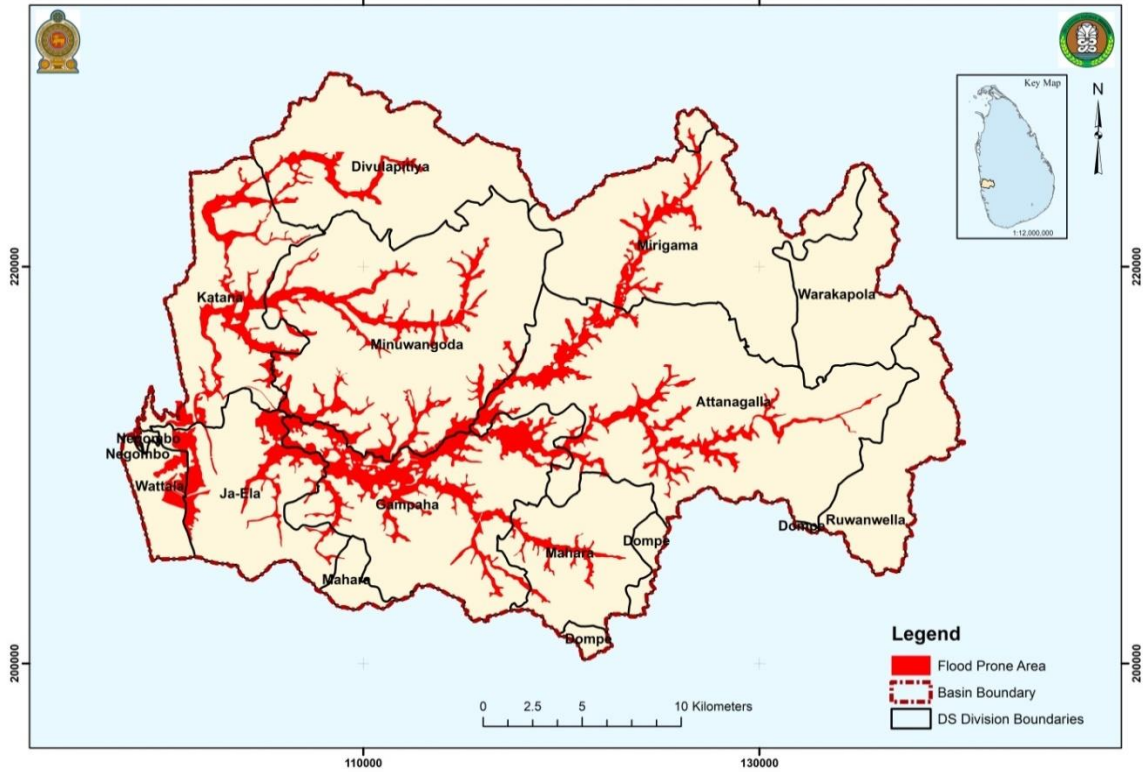 Key Map
1:12,000,000
N
Divulapitiya
Mirigama
220000
220000
Katana
Warakapola
Minuwangoda
Attanagalla
Negombo
Negombo
Wattala
Ja-Ela
Gampaha
Dompe
Ruwanwella
Mahara
Dompe
Mahara
Dompe
Legend
Flood Prone Area
Basin Boundary
DS Division Boundaries
200000
200000
0 2.5 5 10 Kilometers
110000
130000